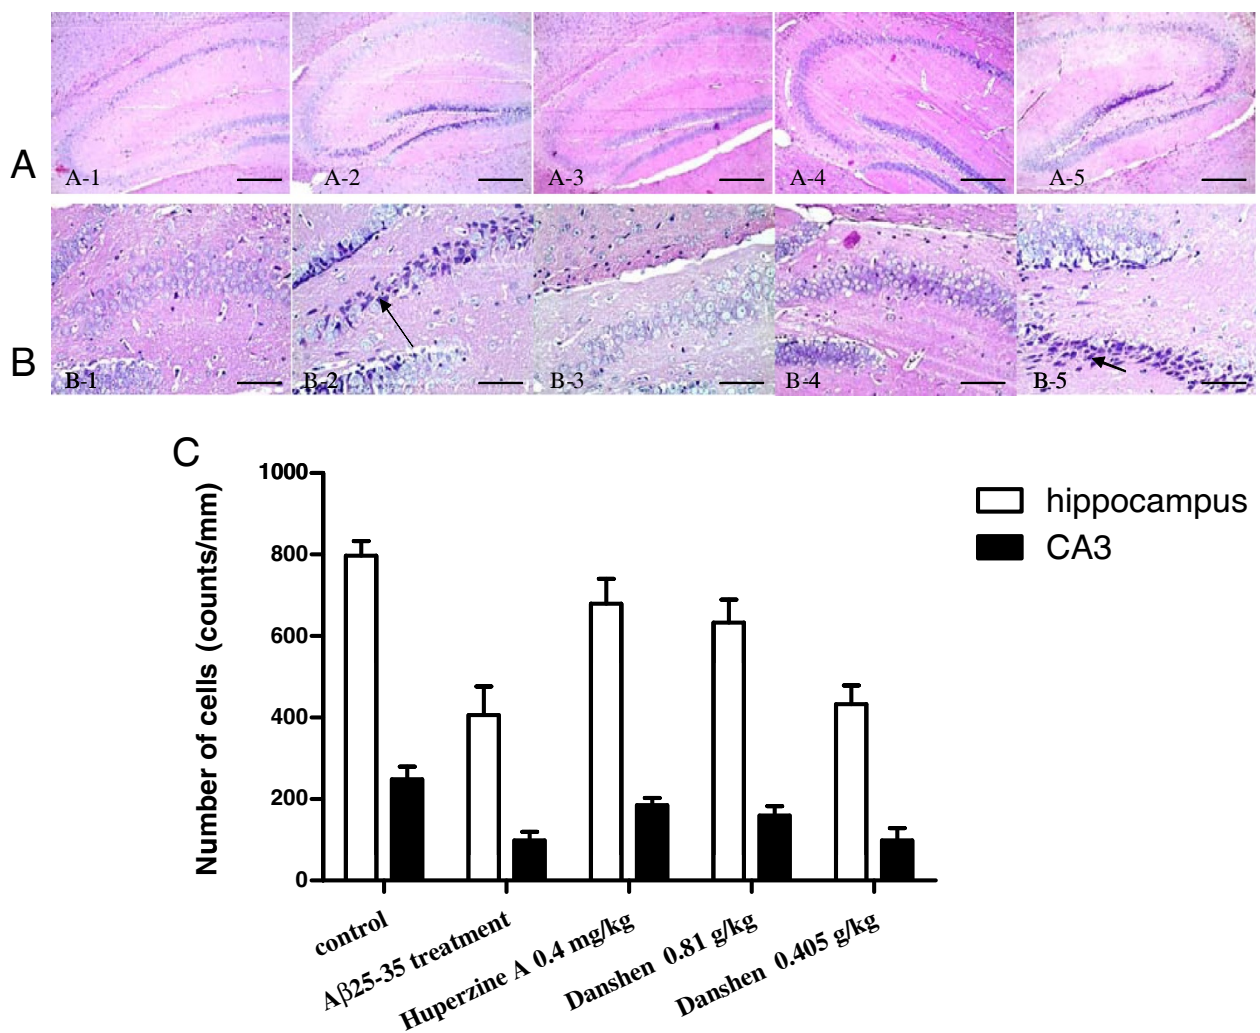 A
A-1
A-2
A-3
A-4
A-5
B
B-1
B-2
B-3
B-4
B-5
C
Number of cells (counts/mm)
1000
800
600
400
200
0
hippocampus
CA3
control
Aβ25-35 treatment
Huperzine A 0.4 mg/kg
Danshen 0.81 g/kg
Danshen 0.405 g/kg